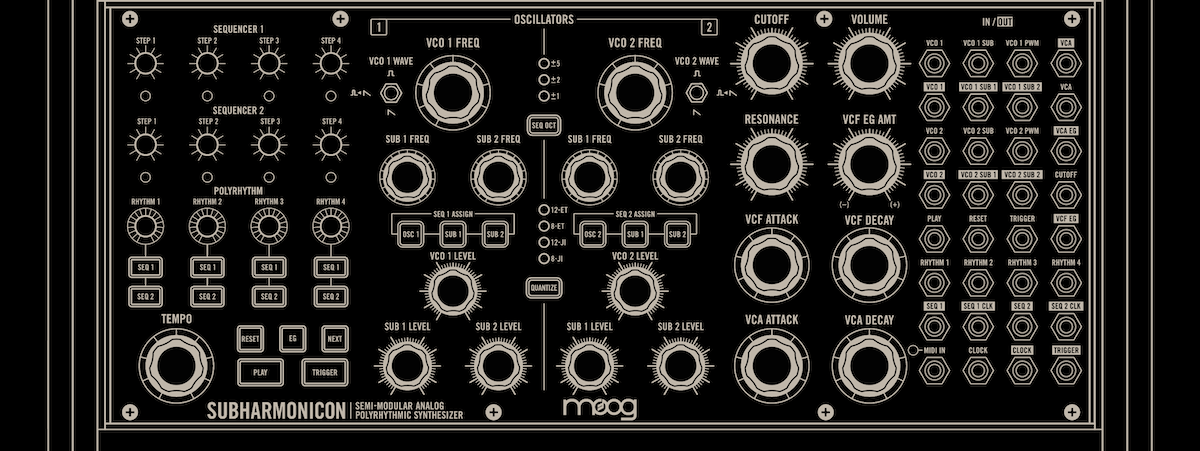 SEQUENCER 1
STEP 1 STEP 2 STEP 3 STEP 4
SEQUENCER 2
STEP 1 STEP 2 STEP 3 STEP 4
POLYRHYTHM
RHYTHM 1 RHYTHM 2 RHYTHM 3 RHYTHM 4
SEQ 1 SEQ 1 SEQ 1 SEQ 1
SEQ 2 SEQ 2 SEQ 2 SEQ 2
TEMPO
RESET EG NEXT
PLAY TRIGGER
SUBHARMONICON
SEMI-MODULAR ANALOG
POLYRHYTHMIC SYNTHESIZER
1 OSCILLATORS 2
VCO 1 FREQ VCO 2 FREQ
VCO 1 WAVE VCO 2 WAVE
±5
±2
±1
SEQ OCT
SUB 1 FREQ SUB 2 FREQ SUB 1 FREQ SUB 2 FREQ
12-ET
8-ET
12-JI
8-JI
SEQ 1 ASSIGN SEQ 2 ASSIGN
OSC 1 SUB 1 SUB 2 OSC 2 SUB 1 SUB 2
VCO 1 LEVEL VCO 2 LEVEL
QUANTIZE
SUB 1 LEVEL SUB 2 LEVEL SUB 1 LEVEL SUB 2 LEVEL
moog
CUTOFF VOLUME
RESONANCE VCF EG AMT
(−) (+)
VCF ATTACK VCF DECAY
VCA ATTACK VCA DECAY
IN / OUT
VCO 1 VCO 1 SUB VCO 1 PWM VCA
VCO 1 VCO 1 SUB 1 VCO 1 SUB 2 VCA
VCO 2 VCO 2 SUB VCO 2 PWM VCA EG
VCO 2 VCO 2 SUB 1 VCO 2 SUB 2 CUTOFF
PLAY RESET TRIGGER VCF EG
RHYTHM 1 RHYTHM 2 RHYTHM 3 RHYTHM 4
SEQ 1 SEQ 1 CLK SEQ 2 SEQ 2 CLK
MIDI IN CLOCK CLOCK TRIGGER